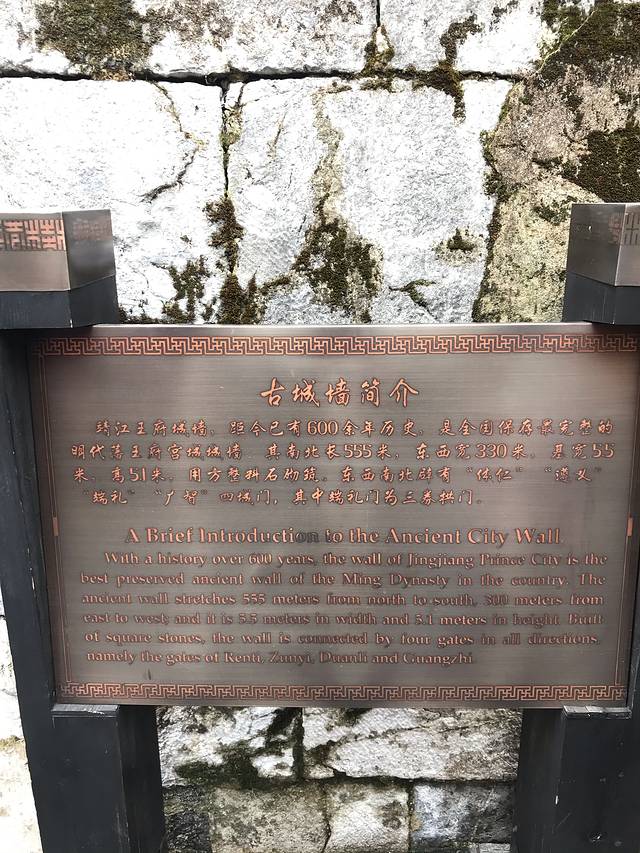 古城墙简介
靖江王府城墙,距今已有600余年历史,是全国保存最完整的
明代藩王府宫城城墙。其南北长555米,东西宽330米,基宽5.5
米,高5.1米,用方整料石砌筑。东西南北辟有“体仁”“遵义”
“端礼”“广智”四城门,其中端礼门为三券拱门。
A Brief Introduction to the Ancient City Wall
With a history over 600 years, the wall of Jingjiang Prince City is the
best preserved ancient wall of the Ming Dynasty in the country. The
ancient wall stretches 555 meters from north to south, 300 meters from
east to west; and it is 5.5 meters in width and 5.1 meters in height. Built
of square stones, the wall is connected by four gates in all directions,
namely the gates of Kenti, Zunyi, Duanli and Guangzhi